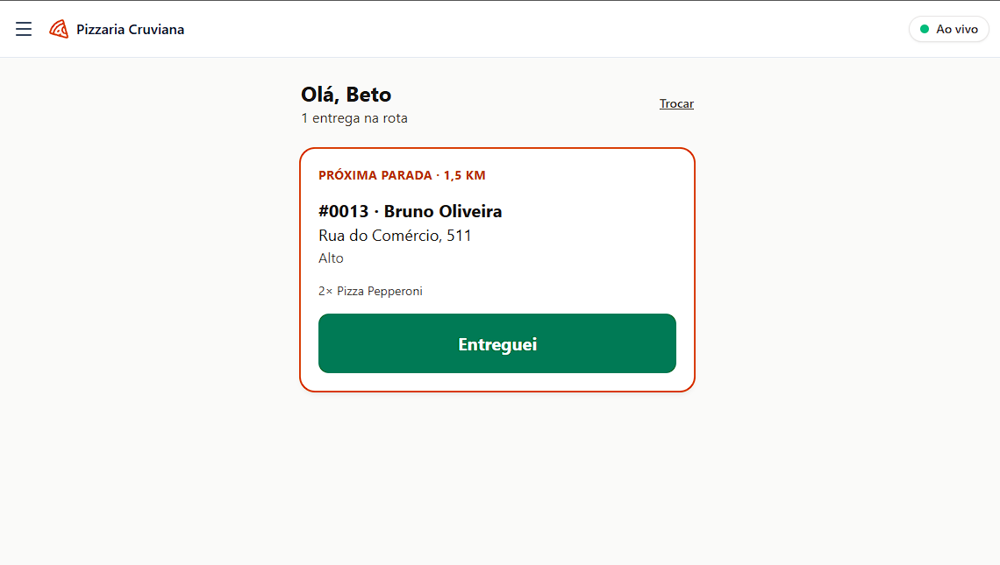 Pizzaria Cruviana
Ao vivo
Olá, Beto
1 entrega na rota
Trocar
PRÓXIMA PARADA · 1,5 KM
#0013 · Bruno Oliveira
Rua do Comércio, 511
Alto
2× Pizza Pepperoni
Entreguei